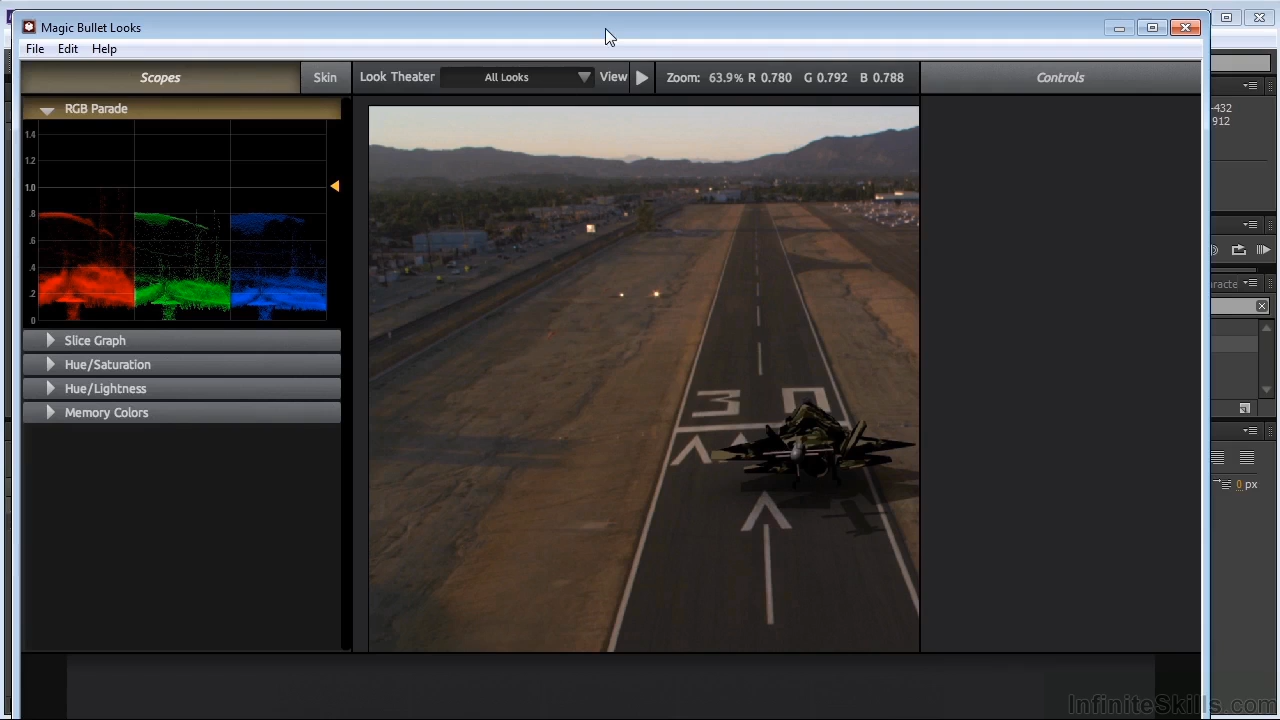 Magic Bullet Looks
File Edit Help
Scopes Skin Look Theater All Looks View Zoom: 63.9% R 0.780 G 0.792 B 0.788 Controls
RGB Parade
1.4
1.2
1.0
.8
.6
.4
.2
0
Slice Graph
Hue/Saturation
Hue/Lightness
Memory Colors
30
-432
912
aracte
0 px
InfiniteSkills.com